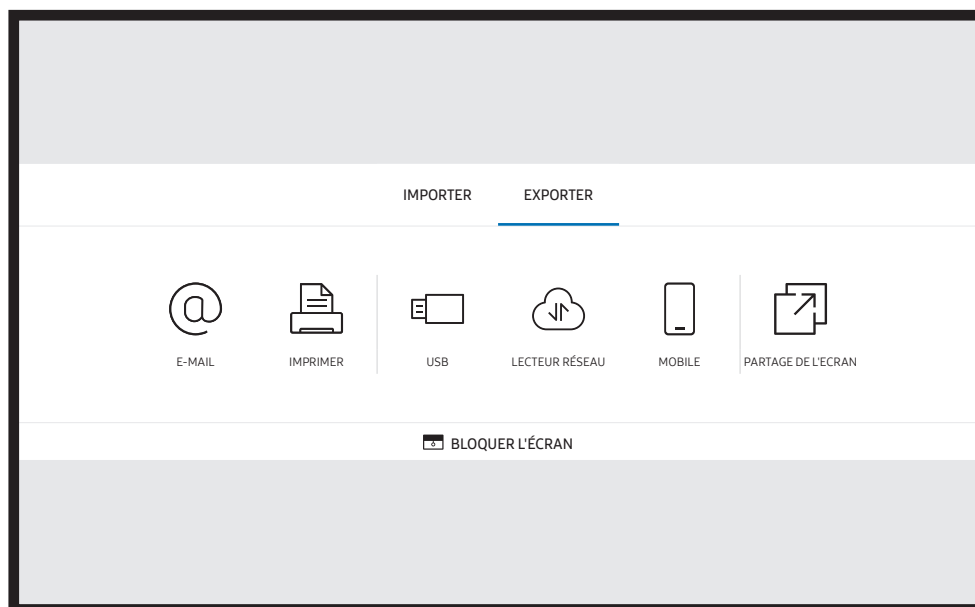 IMPORTER EXPORTER
E-MAIL IMPRIMER USB LECTEUR RÉSEAU MOBILE PARTAGE DE L'ECRAN
BLOQUER L'ÉCRAN